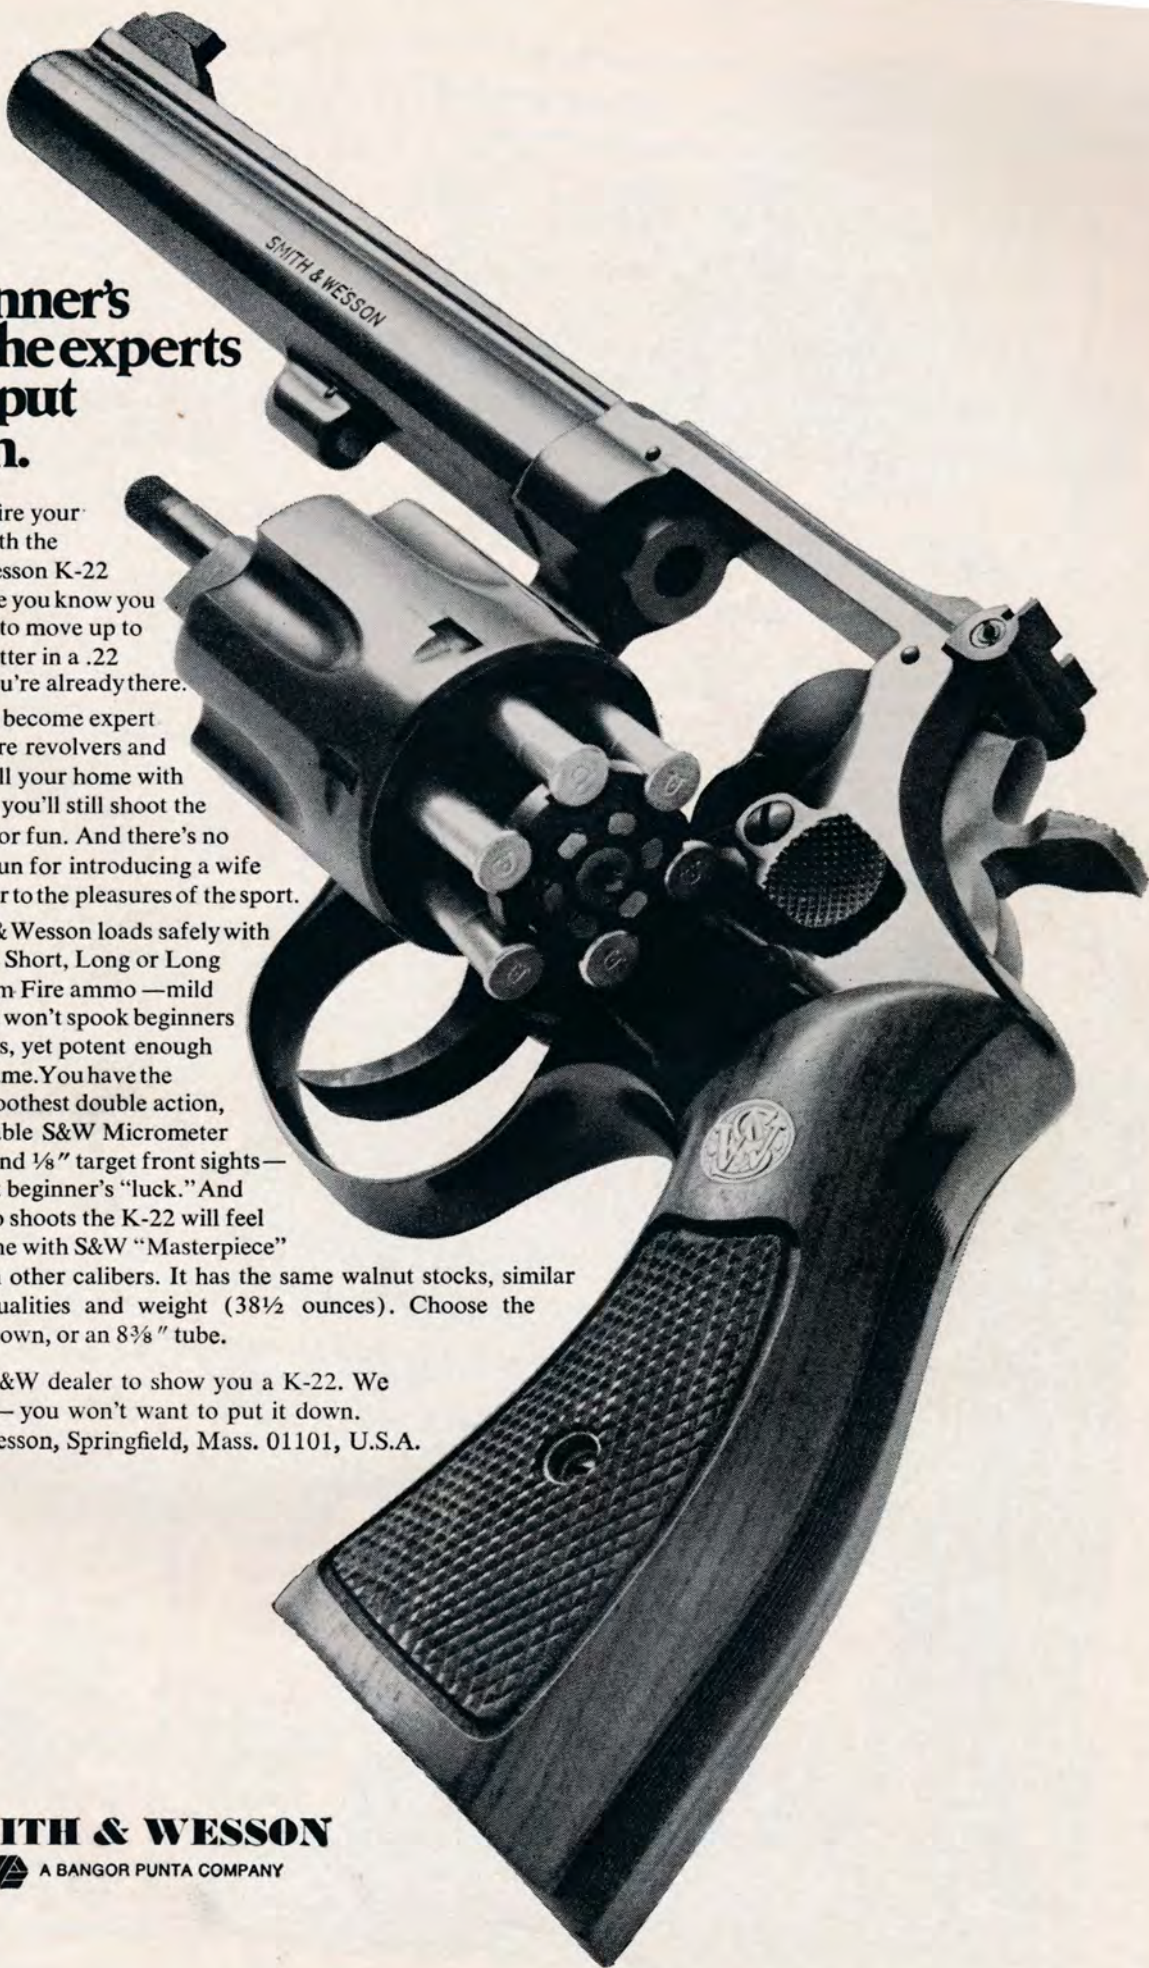 SMITH & WESSON
nner's
he experts
put
n.
ire your
th the
esson K-22
e you know you
to move up to
tter in a .22
u're already there.
become expert
re revolvers and
ll your home with
you'll still shoot the
or fun. And there's no
un for introducing a wife
r to the pleasures of the sport.
& Wesson loads safely with
Short, Long or Long
m Fire ammo —mild
won't spook beginners
s, yet potent enough
me. You have the
oothest double action,
ble S&W Micrometer
nd ⅛" target front sights—
t beginner's "luck." And
o shoots the K-22 will feel
ne with S&W "Masterpiece"
n other calibers. It has the same walnut stocks, similar
ualities and weight (38½ ounces). Choose the
own, or an 8⅜" tube.
&W dealer to show you a K-22. We
— you won't want to put it down.
esson, Springfield, Mass. 01101, U.S.A.
S&W
ITH & WESSON
A BANGOR PUNTA COMPANY